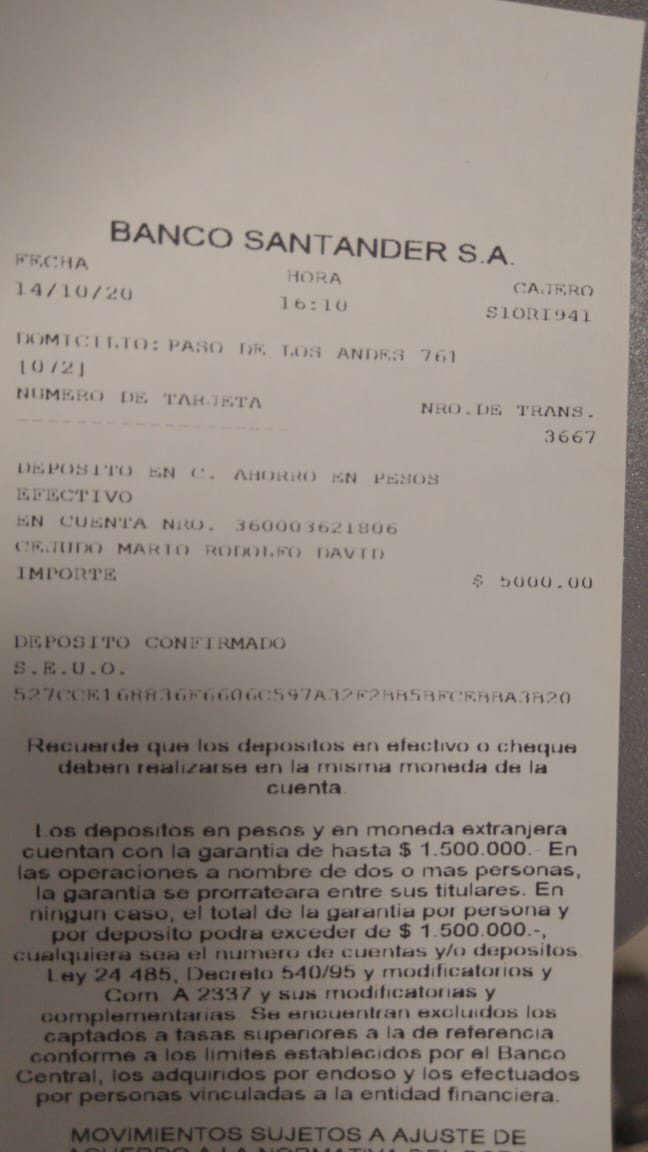 BANCO SANTANDER S.A.
FECHA HORA CAJERO
14/10/20 16:10 S1ORI941
DOMICILIO: PASO DE LOS ANDES 761
[072]
NUMERO DE TARJETA NRO.DE TRANS.
3667
DEPOSITO EN C. AHORRO EN PESOS
EFECTIVO
EN CUENTA NRO. 360003621806
CEJUDO MARIO RODOLFO DAVID
IMPORTE $ 5000.00
DEPOSITO CONFIRMADO
S.E.U.O.
Recuerde que los depositos en efectivo o cheque
deben realizarse en la misma moneda de la
cuenta.
Los depositos en pesos y en moneda extranjera
cuentan con la garantia de hasta $ 1.500.000.- En
las operaciones a nombre de dos o mas personas,
la garantia se prorrateara entre sus titulares. En
ningun caso, el total de la garantia por persona y
por deposito podra exceder de $ 1.500.000.-,
cualquiera sea el numero de cuentas y/o depositos.
Ley 24 485, Decreto 540/95 y modificatorios y
Com. A 2337 y sus modificatorias y
complementarias. Se encuentran excluidos los
captados a tasas superiores a la de referencia
conforme a los limites establecidos por el Banco
Central, los adquiridos por endoso y los efectuados
por personas vinculadas a la entidad financiera.
MOVIMIENTOS SUJETOS A AJUSTE DE